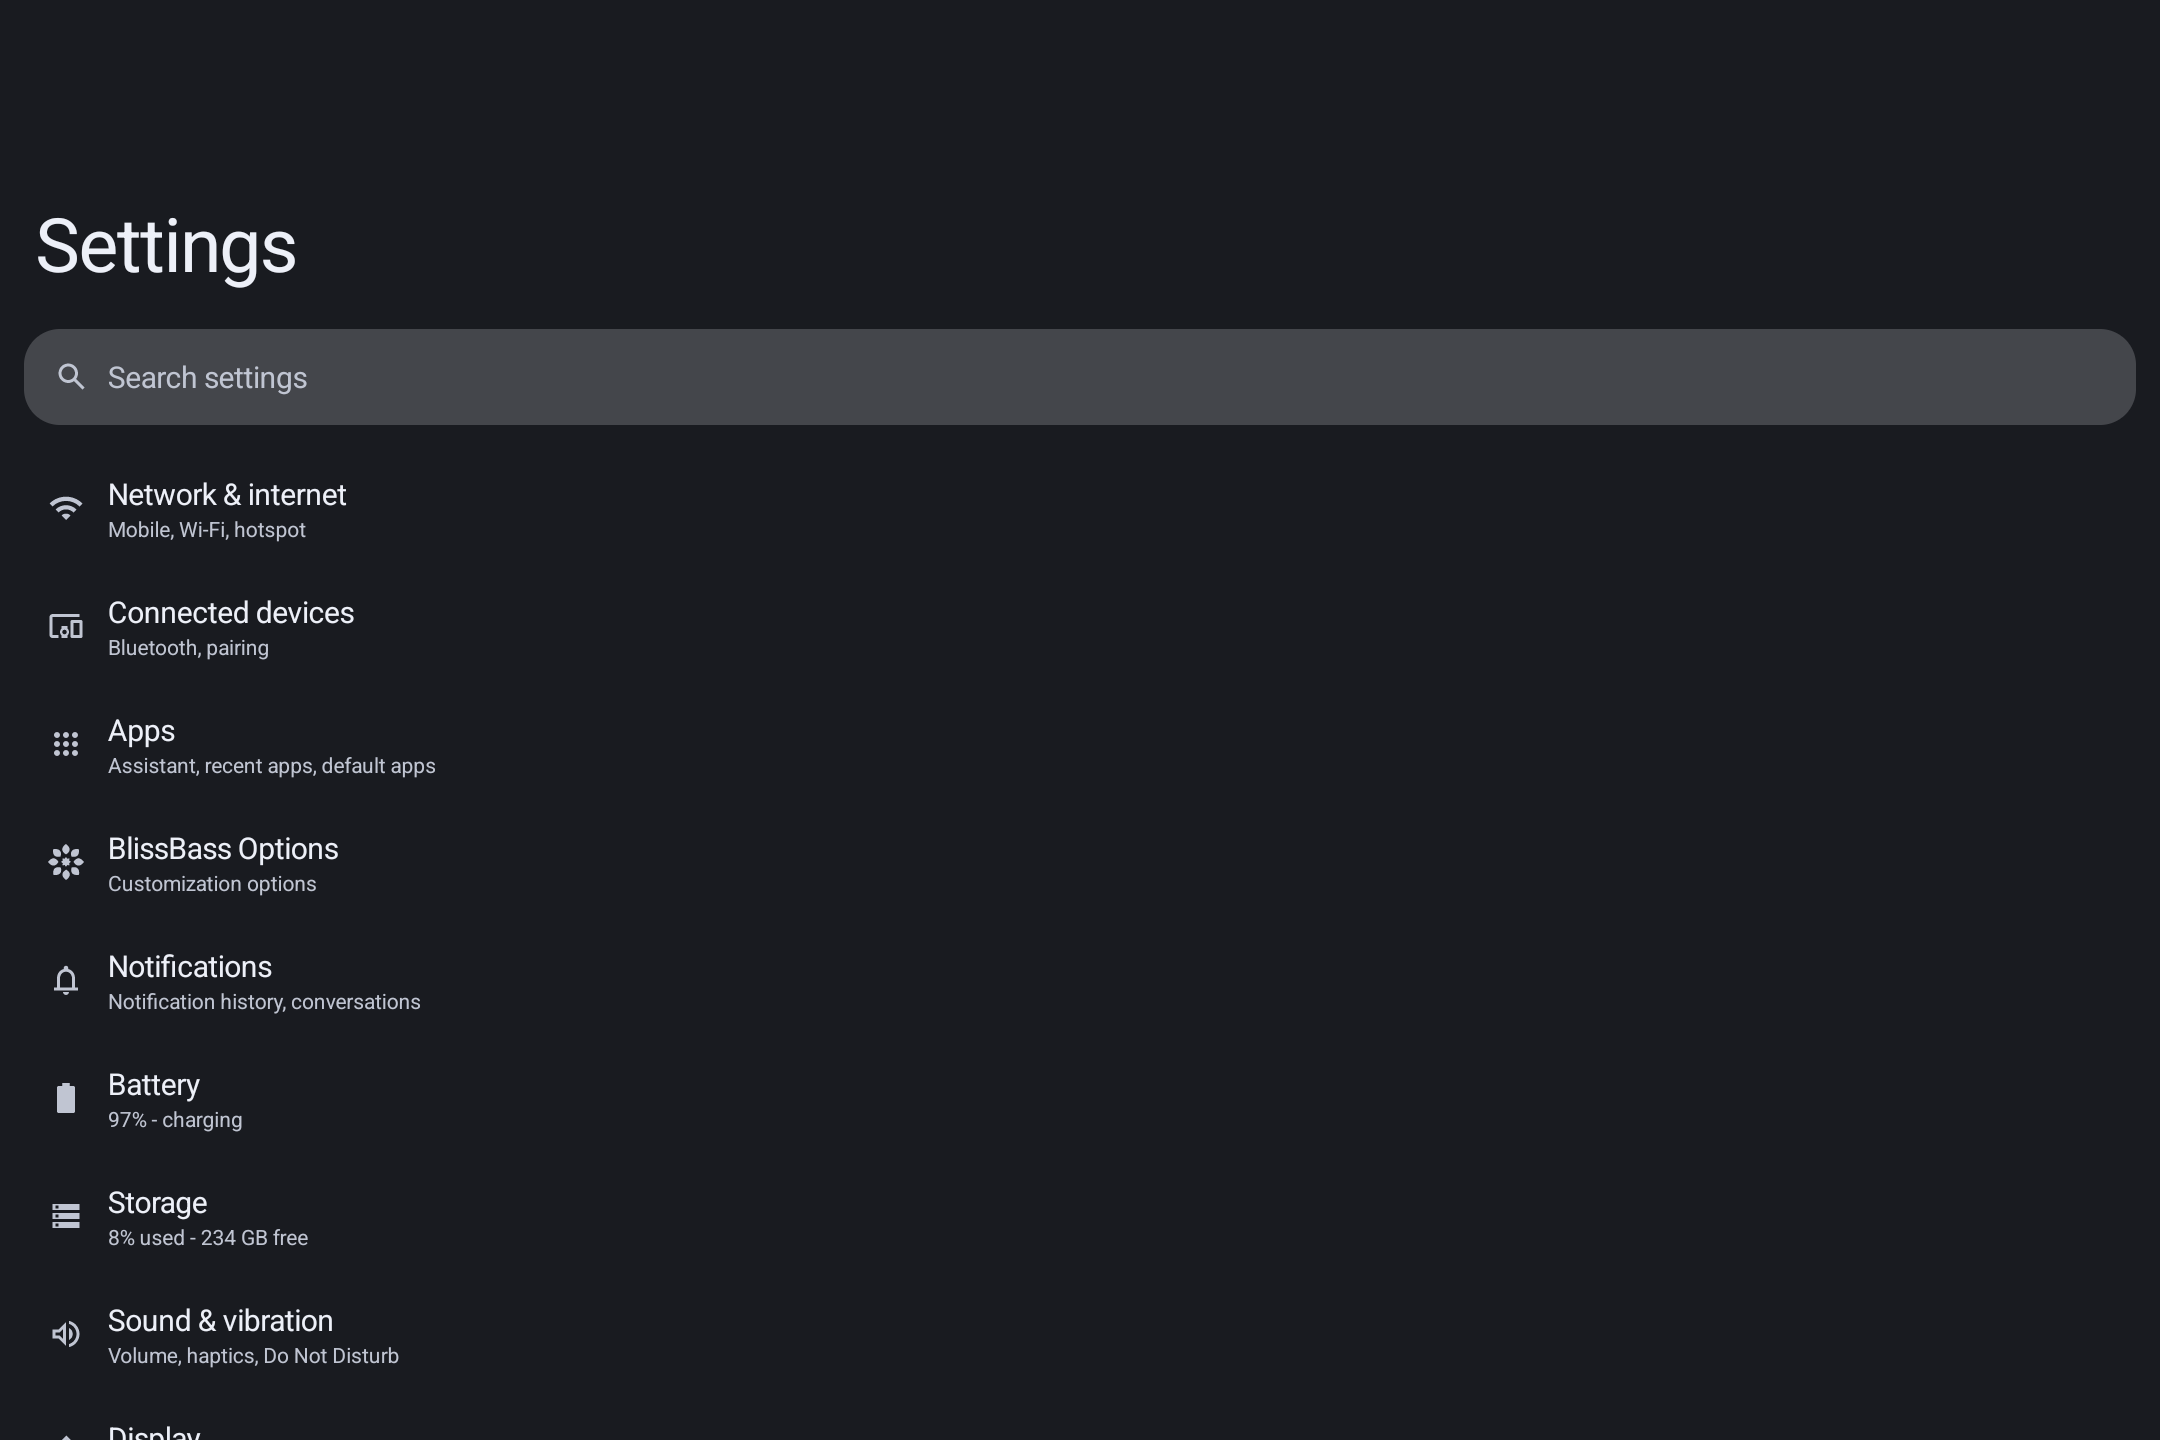 Settings
Search settings
Network & internet
Mobile, Wi-Fi, hotspot
Connected devices
Bluetooth, pairing
Apps
Assistant, recent apps, default apps
BlissBass Options
Customization options
Notifications
Notification history, conversations
Battery
97% - charging
Storage
8% used - 234 GB free
Sound & vibration
Volume, haptics, Do Not Disturb
Display